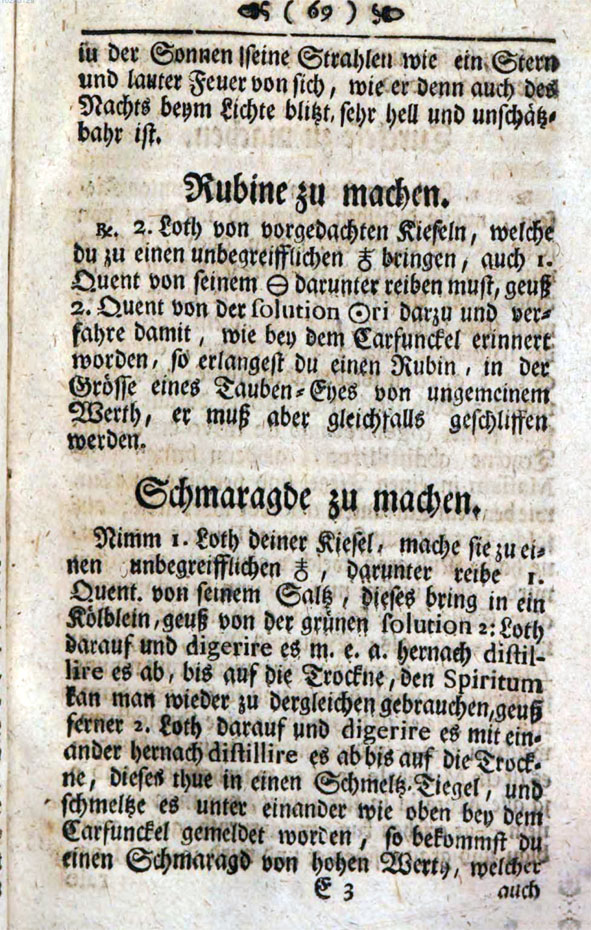 ( 69 )
in der Sonnen seine Strahlen wie ein Stern
und lauter Feuer von sich, wie er denn auch des
Nachts beym Lichte blitzt, sehr hell und unschätz-
bahr ist.
Rubine zu machen.
℞. 2. Loth von vorgedachten Kieseln, welche
du zu einen unbegreifflichen ♁ bringen, auch 1.
Quent von seinem ⊖ darunter reiben must, geuß
2. Quent von der solution ☉ri darzu und ver-
fahre damit, wie bey dem Carfunckel erinnert
worden, so erlangest du einen Rubin, in der
Grösse eines Tauben-Eyes von ungemeinem
Werth, er muß aber gleichfalls geschliffen
werden.
Schmaragde zu machen.
Nimm 1. Loth deiner Kiesel, mache sie zu ei-
nen unbegreifflichen ♁, darunter reibe 1.
Quent. von seinem Saltz, dieses bring in ein
Kölblein, geuß von der grünen solution 2: Loth
darauf und digerire es m. e. a. hernach distil-
lire es ab, bis auf die Trockne, den Spiritum
kan man wieder zu dergleichen gebrauchen, geuß
ferner 2. Loth darauf und digerire es mit ein-
ander hernach distillire es ab bis auf die Trock-
ne, dieses thue in einen Schmeltz-Tiegel, und
schmeltze es unter einander wie oben bey dem
Carfunckel gemeldet worden, so bekommst du
einen Schmaragd von hohen Werth, welcher
E 3 auch